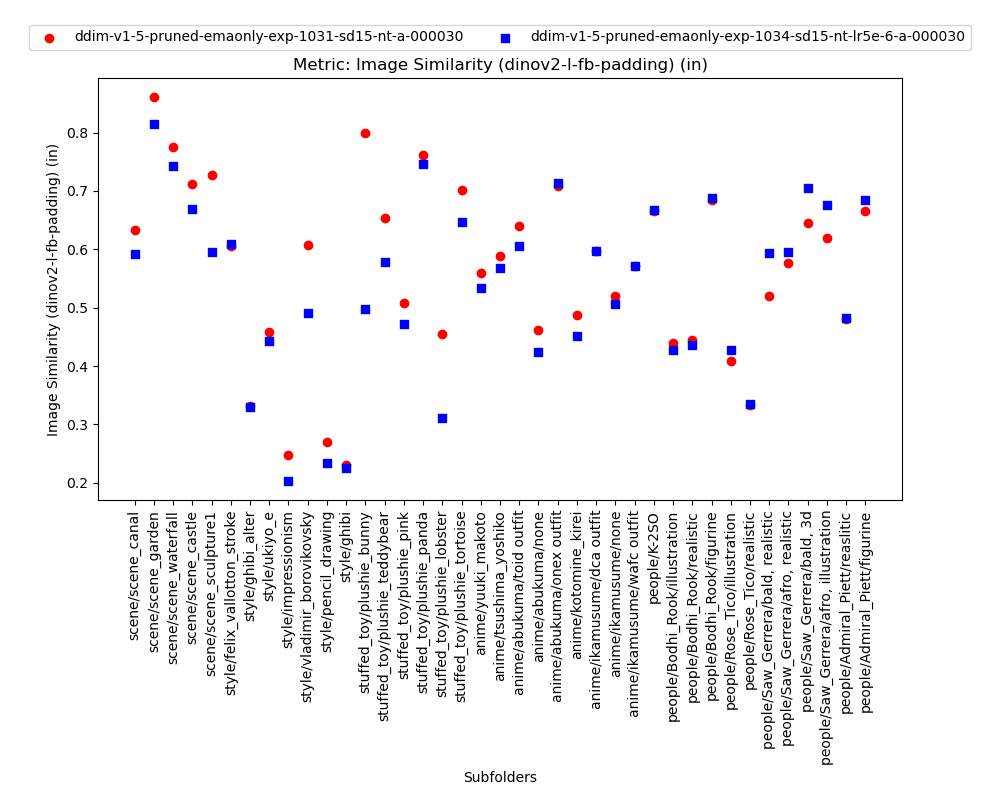 ddim-v1-5-pruned-emaonly-exp-1031-sd15-nt-a-000030
ddim-v1-5-pruned-emaonly-exp-1034-sd15-nt-lr5e-6-a-000030
Metric: Image Similarity (dinov2-l-fb-padding) (in)
Image Similarity (dinov2-l-fb-padding) (in)
0.8
0.7
0.6
0.5
0.4
0.3
0.2
scene/scene_canal
scene/scene_garden
scene/scene_waterfall
scene/scene_castle
scene/scene_sculpture1
style/felix_vallotton_stroke
style/ghibi_alter
style/ukiyo_e
style/impressionism
style/vladimir_borovikovsky
style/pencil_drawing
style/ghibi
stuffed_toy/plushie_bunny
stuffed_toy/plushie_teddybear
stuffed_toy/plushie_pink
stuffed_toy/plushie_panda
stuffed_toy/plushie_lobster
stuffed_toy/plushie_tortoise
anime/yuuki_makoto
anime/tsushima_yoshiko
anime/abukuma/toid outfit
anime/abukuma/none
anime/abukuma/onex outfit
anime/kotomine_kirei
anime/ikamusume/dca outfit
anime/ikamusume/none
anime/ikamusume/wafc outfit
people/K-2SO
people/Bodhi_Rook/illustration
people/Bodhi_Rook/realistic
people/Bodhi_Rook/figurine
people/Rose_Tico/illustration
people/Rose_Tico/realistic
people/Saw_Gerrera/bald, realistic
people/Saw_Gerrera/afro, realistic
people/Saw_Gerrera/bald, 3d
people/Saw_Gerrera/afro, illustration
people/Admiral_Piett/reasltic
people/Admiral_Piett/figurine
Subfolders